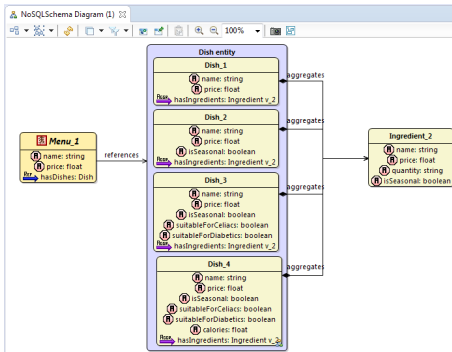 NoSQLSchema Diagram (1)
100%
Dish entity
Dish_1
name: string
price: float
hasIngredients: Ingredient v_2
aggregates
Dish_2
name: string
price: float
isSeasonal: boolean
hasIngredients: Ingredient v_2
aggregates
Menu_1
name: string
price: float
hasDishes: Dish
references
Ingredient_2
name: string
price: float
quantity: string
isSeasonal: boolean
Dish_3
name: string
price: float
isSeasonal: boolean
suitableForCeliacs: boolean
suitableForDiabetics: boolean
hasIngredients: Ingredient v_2
aggregates
Dish_4
name: string
price: float
isSeasonal: boolean
suitableForCeliacs: boolean
suitableForDiabetics: boolean
calories: float
hasIngredients: Ingredient v_2
aggregates